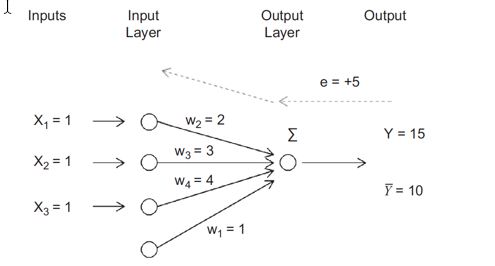 Inputs
Input
Layer
Output
Layer
Output
e = +5
X₁ = 1
w₂ = 2
Σ
Y = 15
X₂ = 1
w₃ = 3
w₄ = 4
Y̅ = 10
X₃ = 1
w₁ = 1